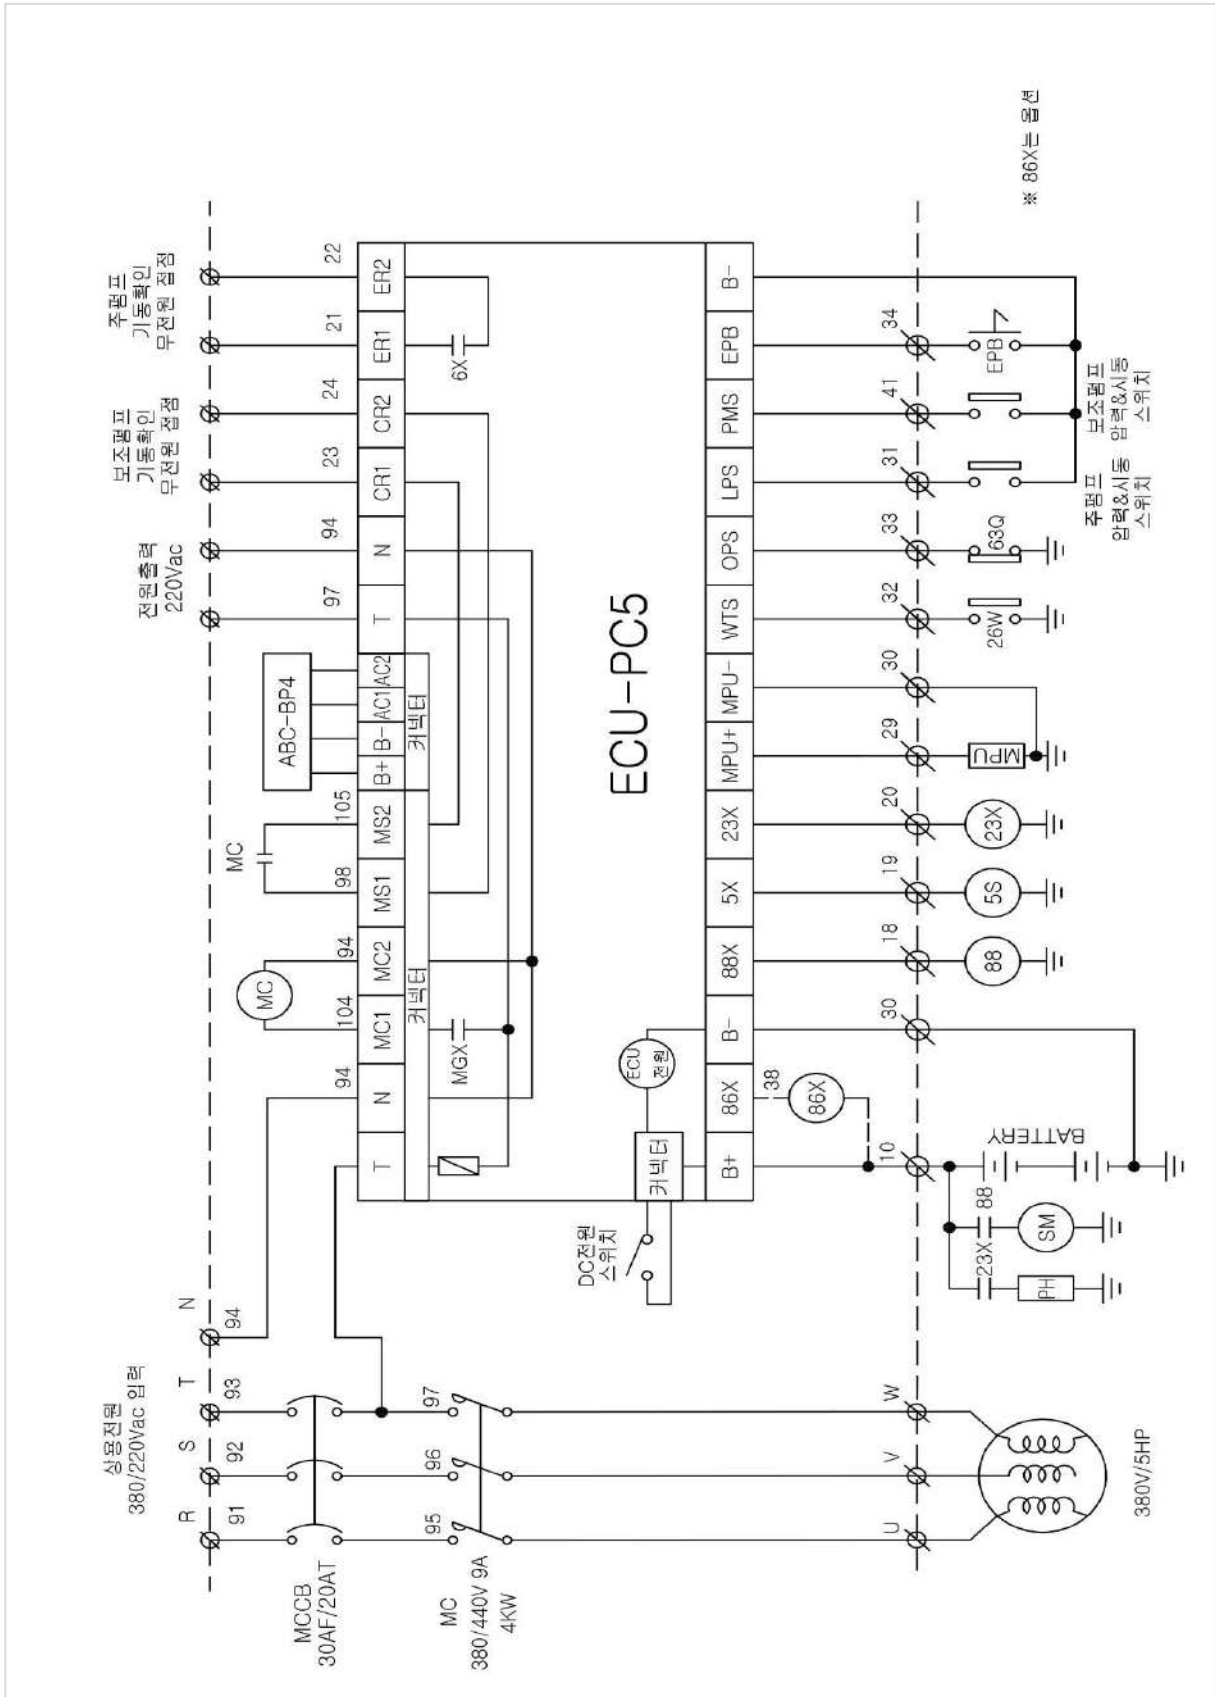 상용전원
380/220Vac 입력
R S T N
91 92 93 94
MCCB
30AF/20AT
95 96 97
MC
380/440V 9A
4KW
U V W
380V/5HP
전원출력
220Vac
보조펌프
기동확인
무전원 접점
주펌프
기동확인
무전원 접점
MC
MC
ABC-BP4
94 104 94 98 105 97 94 23 24 21 22
T N MC1 MC2 MS1 MS2 B+ B- AC1 AC2 T N CR1 CR2 ER1 ER2
커넥터
커넥터
MGX
6X
ECU-PC5
DC전원
스위치
커넥터
ECU
전원
B+ 86X B- 88X 5X 23X MPU+ MPU- WTS OPS LPS PMS EPB B-
38
86X
10 30 18 19 20 29 30 32 33 31 41 34
23X
88
PH
SM
BATTERY
88
5S
23X
MPU
26W
63Q
EPB
주펌프
압력&시동
스위치
보조펌프
압력&시동
스위치
※ 86X는 옵션